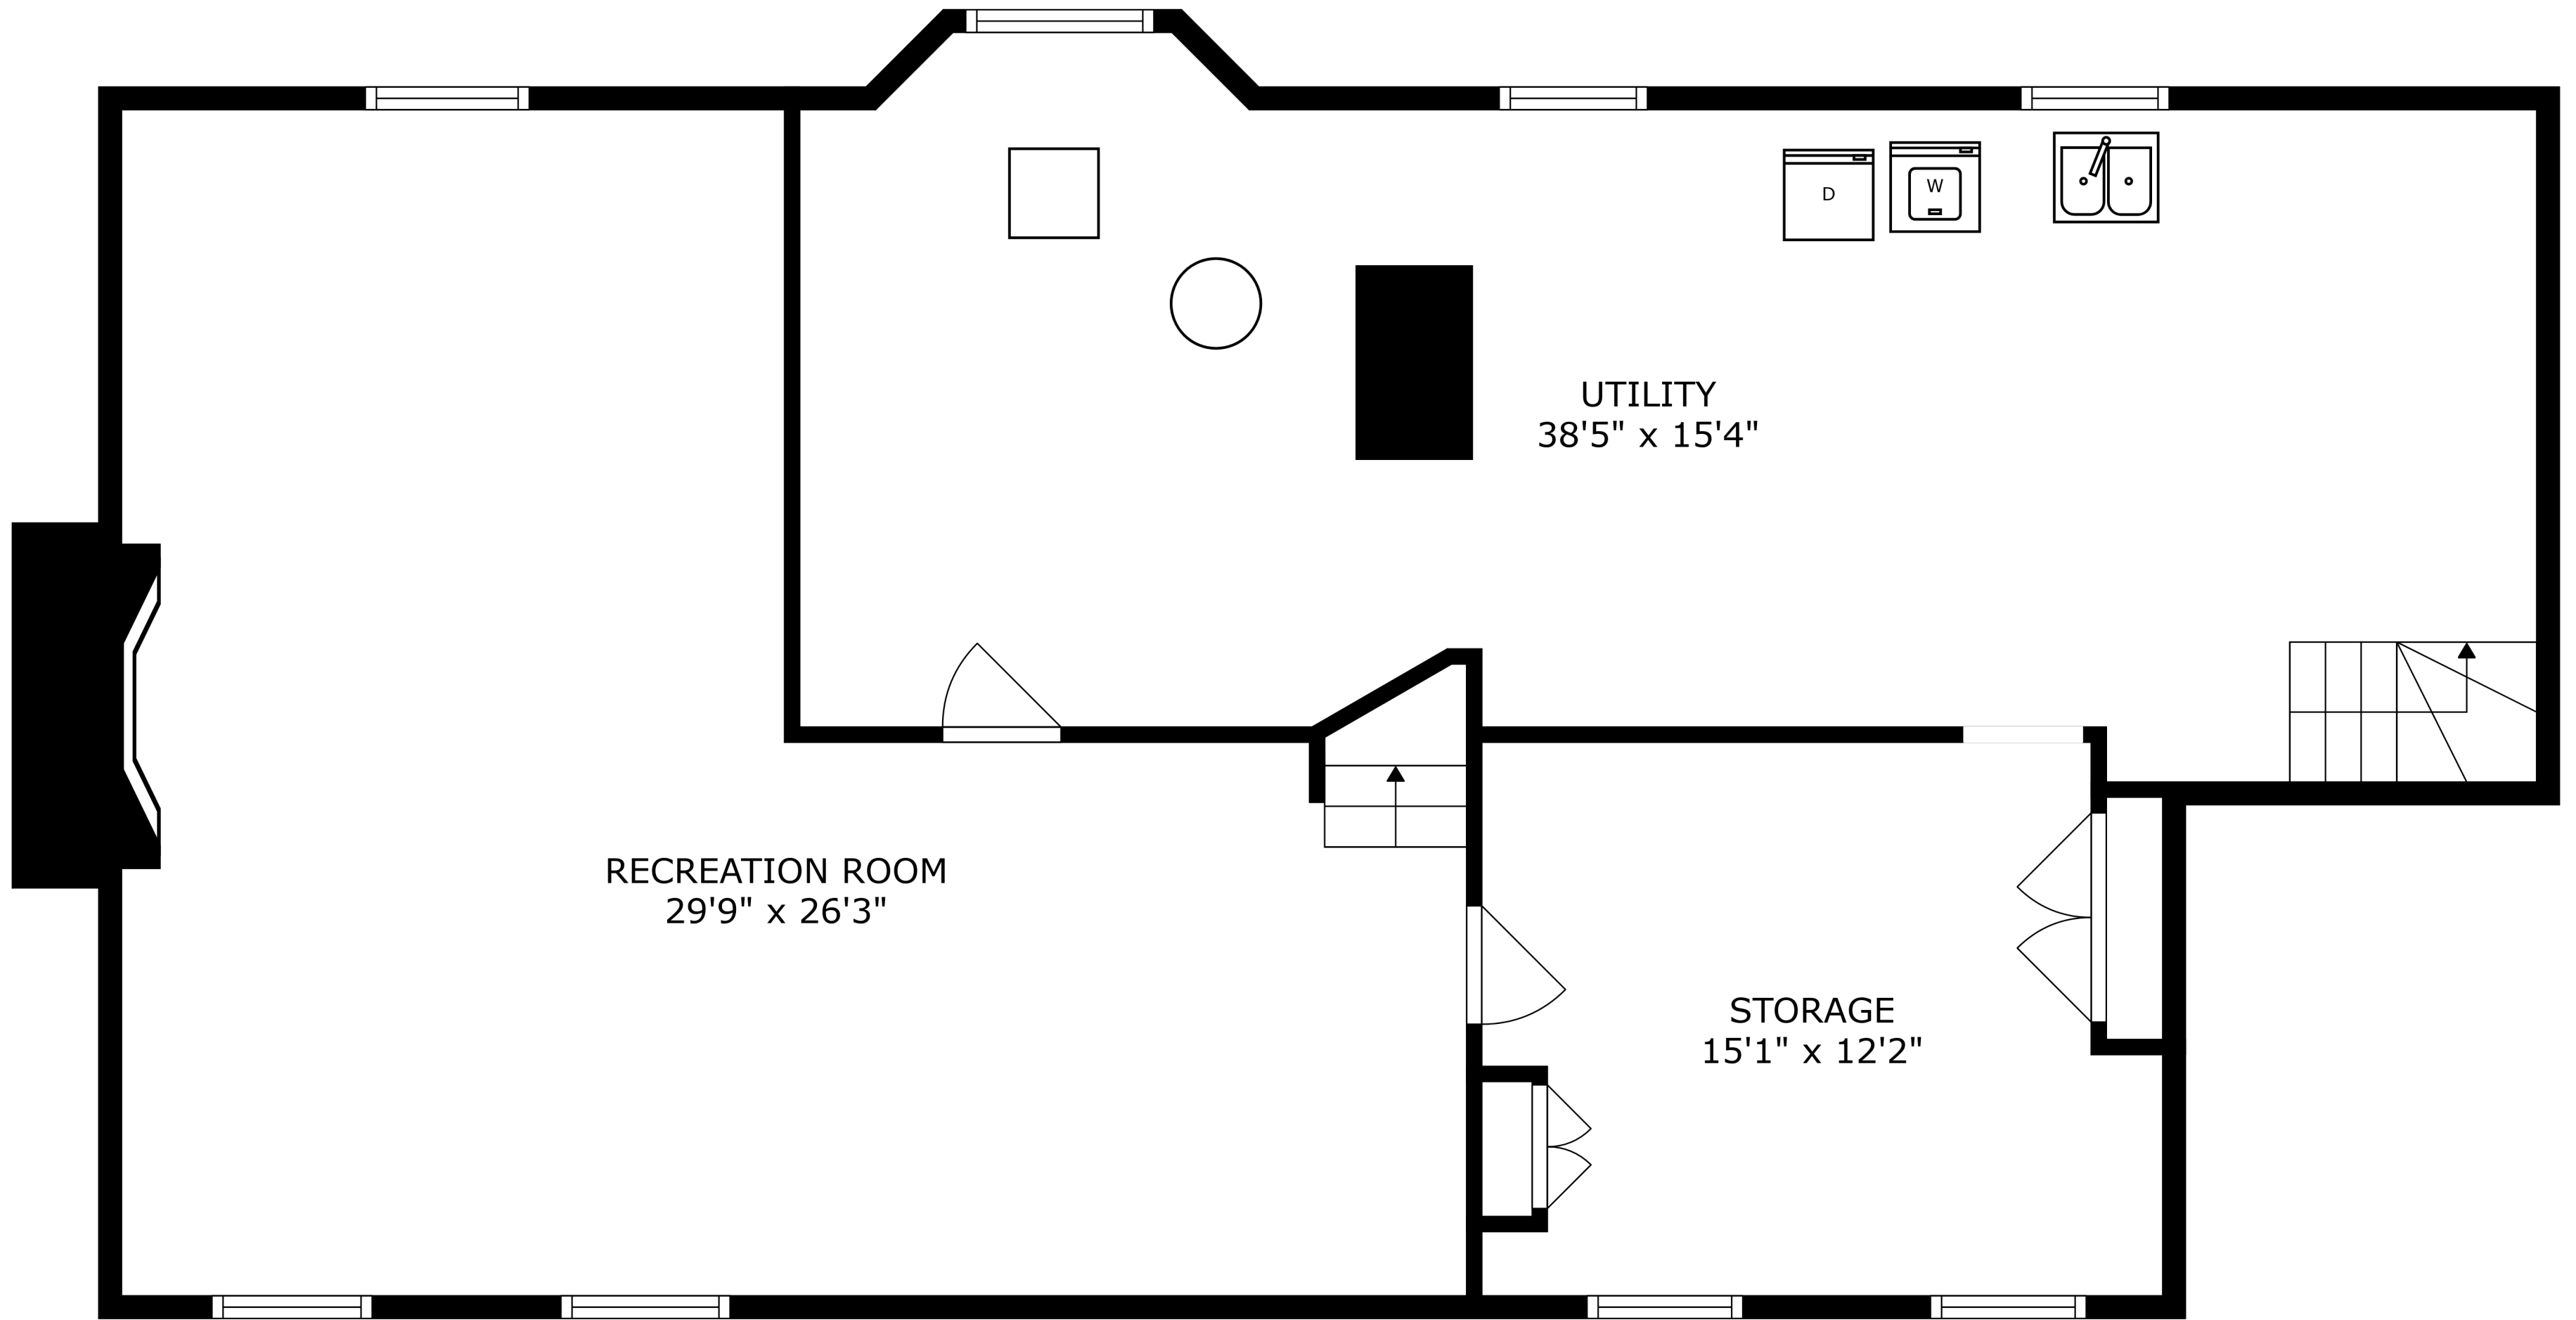 D
W
UTILITY
38'5" x 15'4"
RECREATION ROOM
29'9" x 26'3"
STORAGE
15'1" x 12'2"